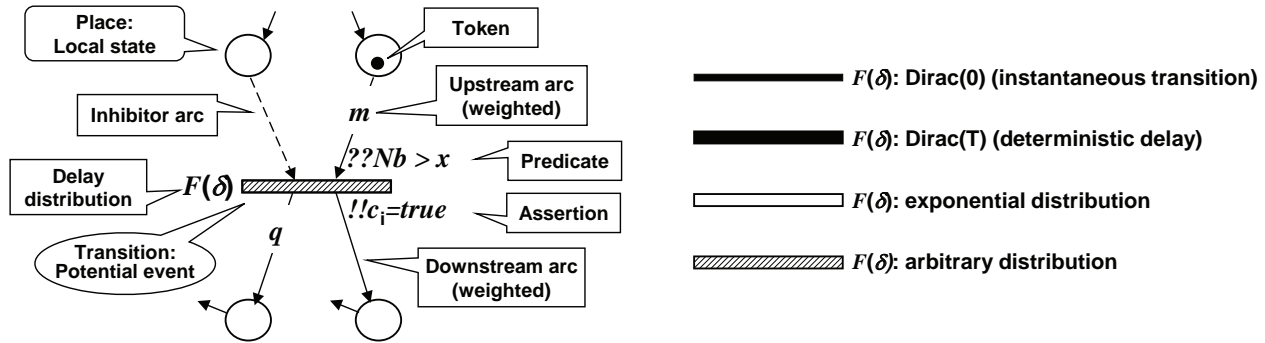 Place:
Local state
Token
Upstream arc
(weighted)
Inhibitor arc
m
??Nb > x
Predicate
Delay
distribution
F(δ)
!!cᵢ=true
Assertion
Transition:
Potential event
q
Downstream arc
(weighted)
F(δ): Dirac(0) (instantaneous transition)
F(δ): Dirac(T) (deterministic delay)
F(δ): exponential distribution
F(δ): arbitrary distribution